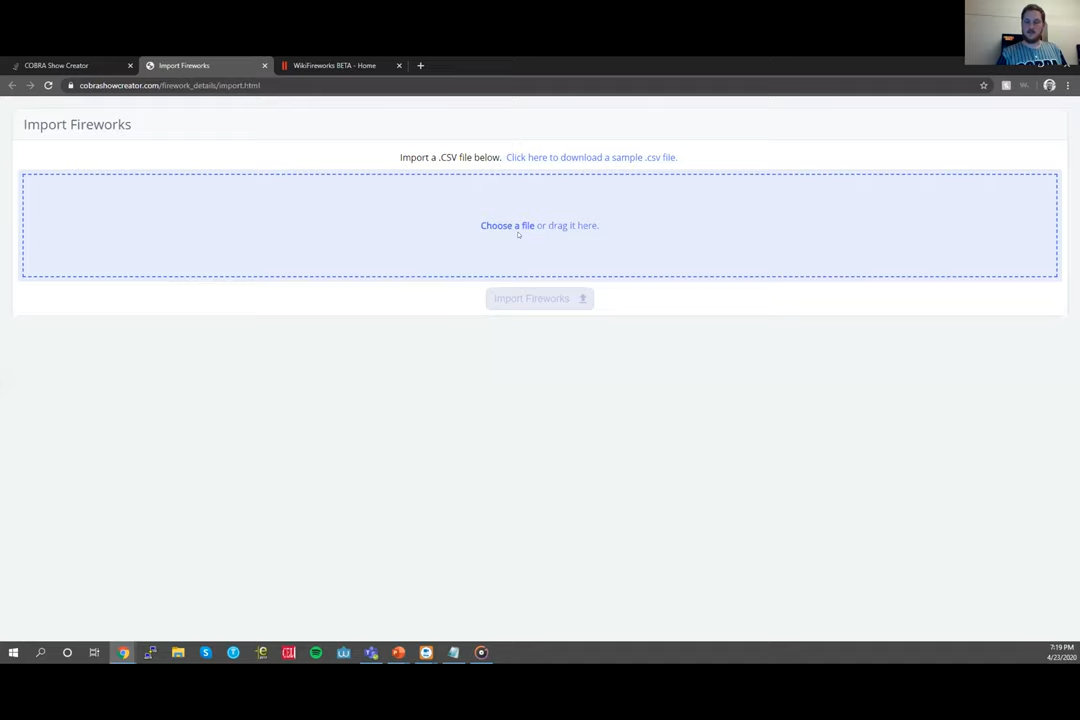 COBRA Show Creator
Import Fireworks
WikiFireworks BETA - Home
cobrashowcreator.com/firework_details/import.html
Import Fireworks
Import a .CSV file below. Click here to download a sample .csv file.
Choose a file or drag it here.
Import Fireworks
7:19 PM
4/23/2020